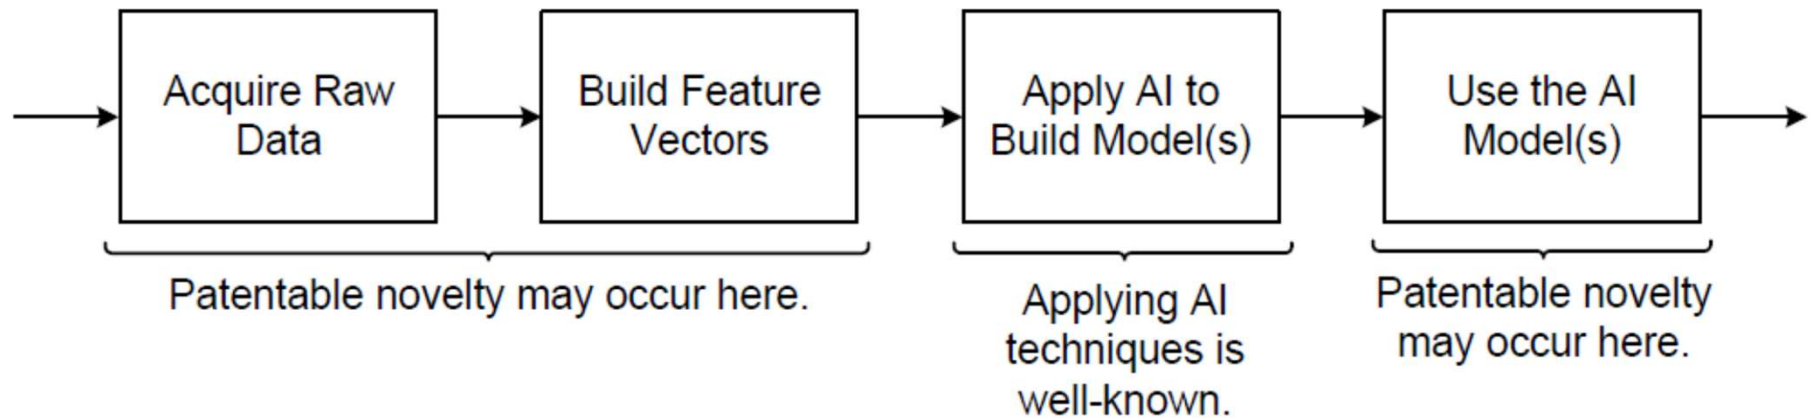 Acquire Raw
Data
Build Feature
Vectors
Apply AI to
Build Model(s)
Use the AI
Model(s)
Patentable novelty may occur here.
Applying AI
techniques is
well-known.
Patentable novelty
may occur here.